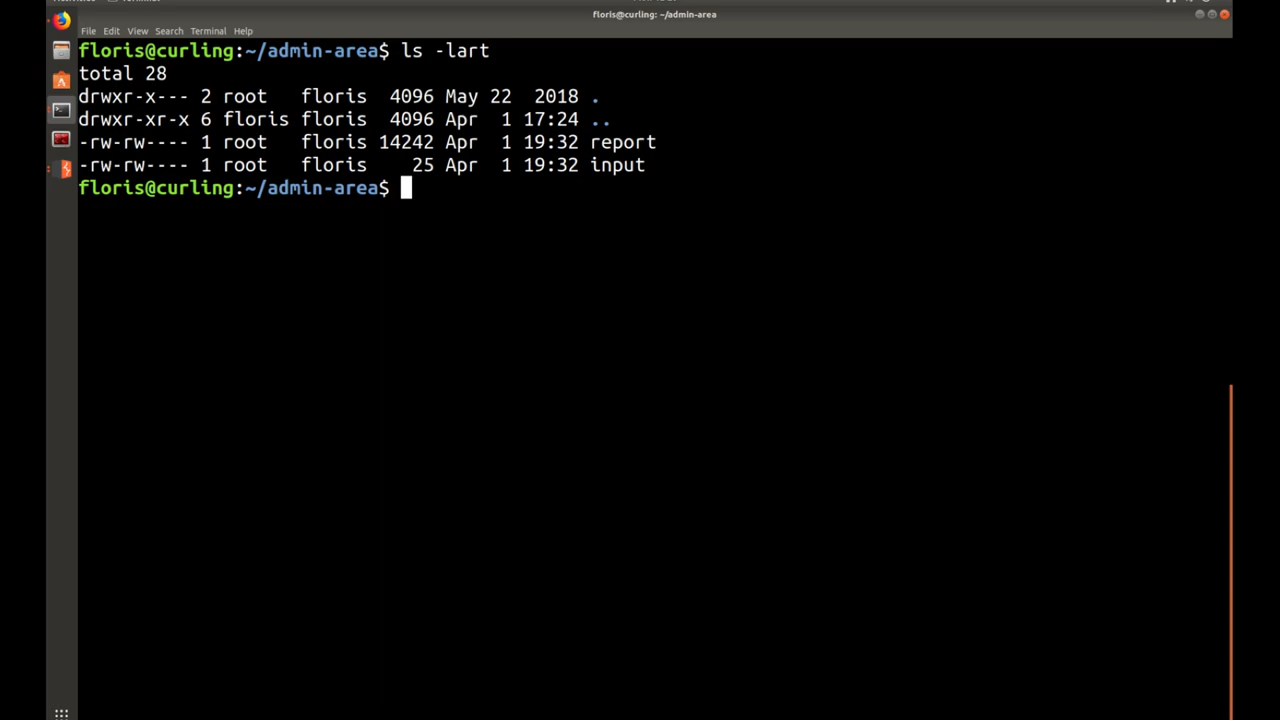 floris@curling: ~/admin-area
File Edit View Search Terminal Help
floris@curling:~/admin-area$ ls -lart
total 28
drwxr-x--- 2 root   floris  4096 May 22  2018 .
drwxr-xr-x 6 floris floris  4096 Apr  1 17:24 ..
-rw-rw---- 1 root   floris 14242 Apr  1 19:32 report
-rw-rw---- 1 root   floris    25 Apr  1 19:32 input
floris@curling:~/admin-area$